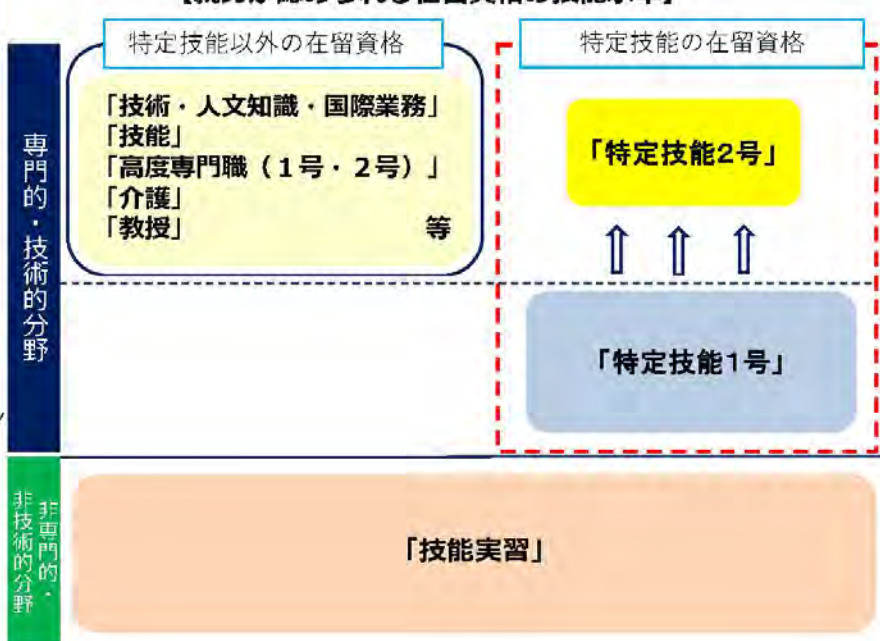 特定技能以外の在留資格
特定技能の在留資格
専門的・技術的分野
「技術・人文知識・国際業務」
「技能」
「高度専門職（１号・２号）」
「介護」
「教授」 等
「特定技能2号」
「特定技能1号」
非専門的・
非技術的分野
「技能実習」